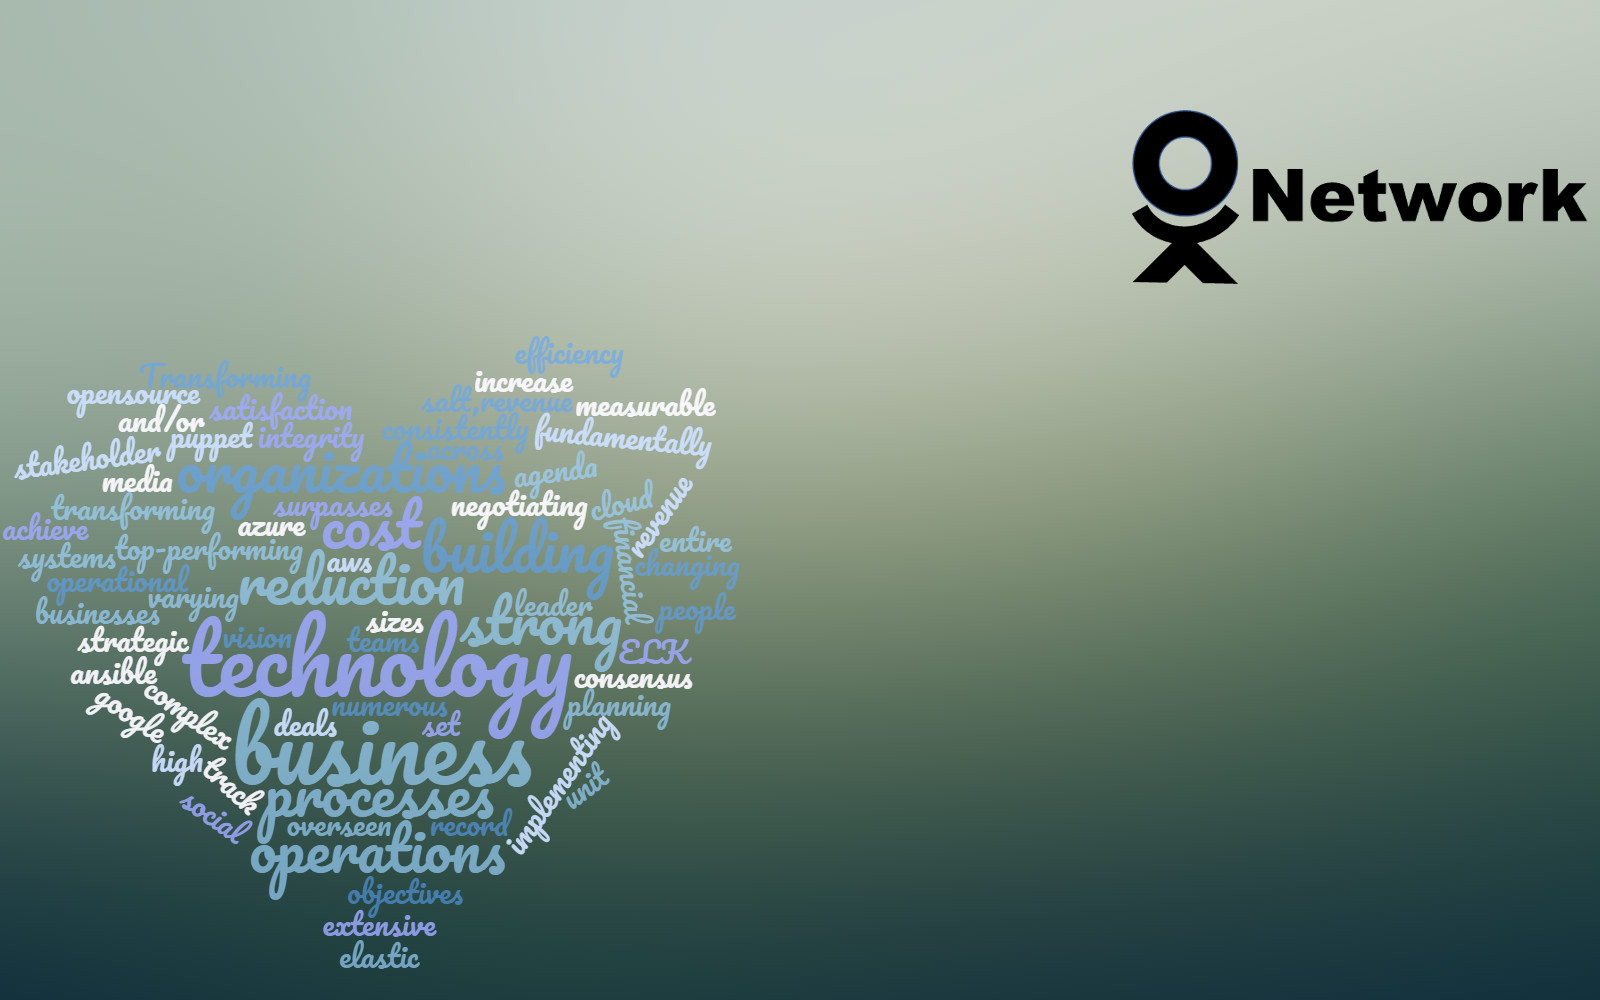 Network
efficiency
Transforming
increase
opensource
salt,revenue
measurable
satisfaction
and/or
consistently
fundamentally
puppet
integrity
across
stakeholder
organizations
agenda
media
surpasses
negotiating
cloud
revenue
transforming
azure
cost
achieve
building
financial
entire
top-performing
systems
aws
changing
operational
reduction
varying
leader
people
businesses
sizes
strong
strategic
vision
teams
ELK
technology
ansible
consensus
complex
google
numerous
planning
deals
set
business
implementing
high
track
unit
processes
social
overseen
record
operations
objectives
extensive
elastic